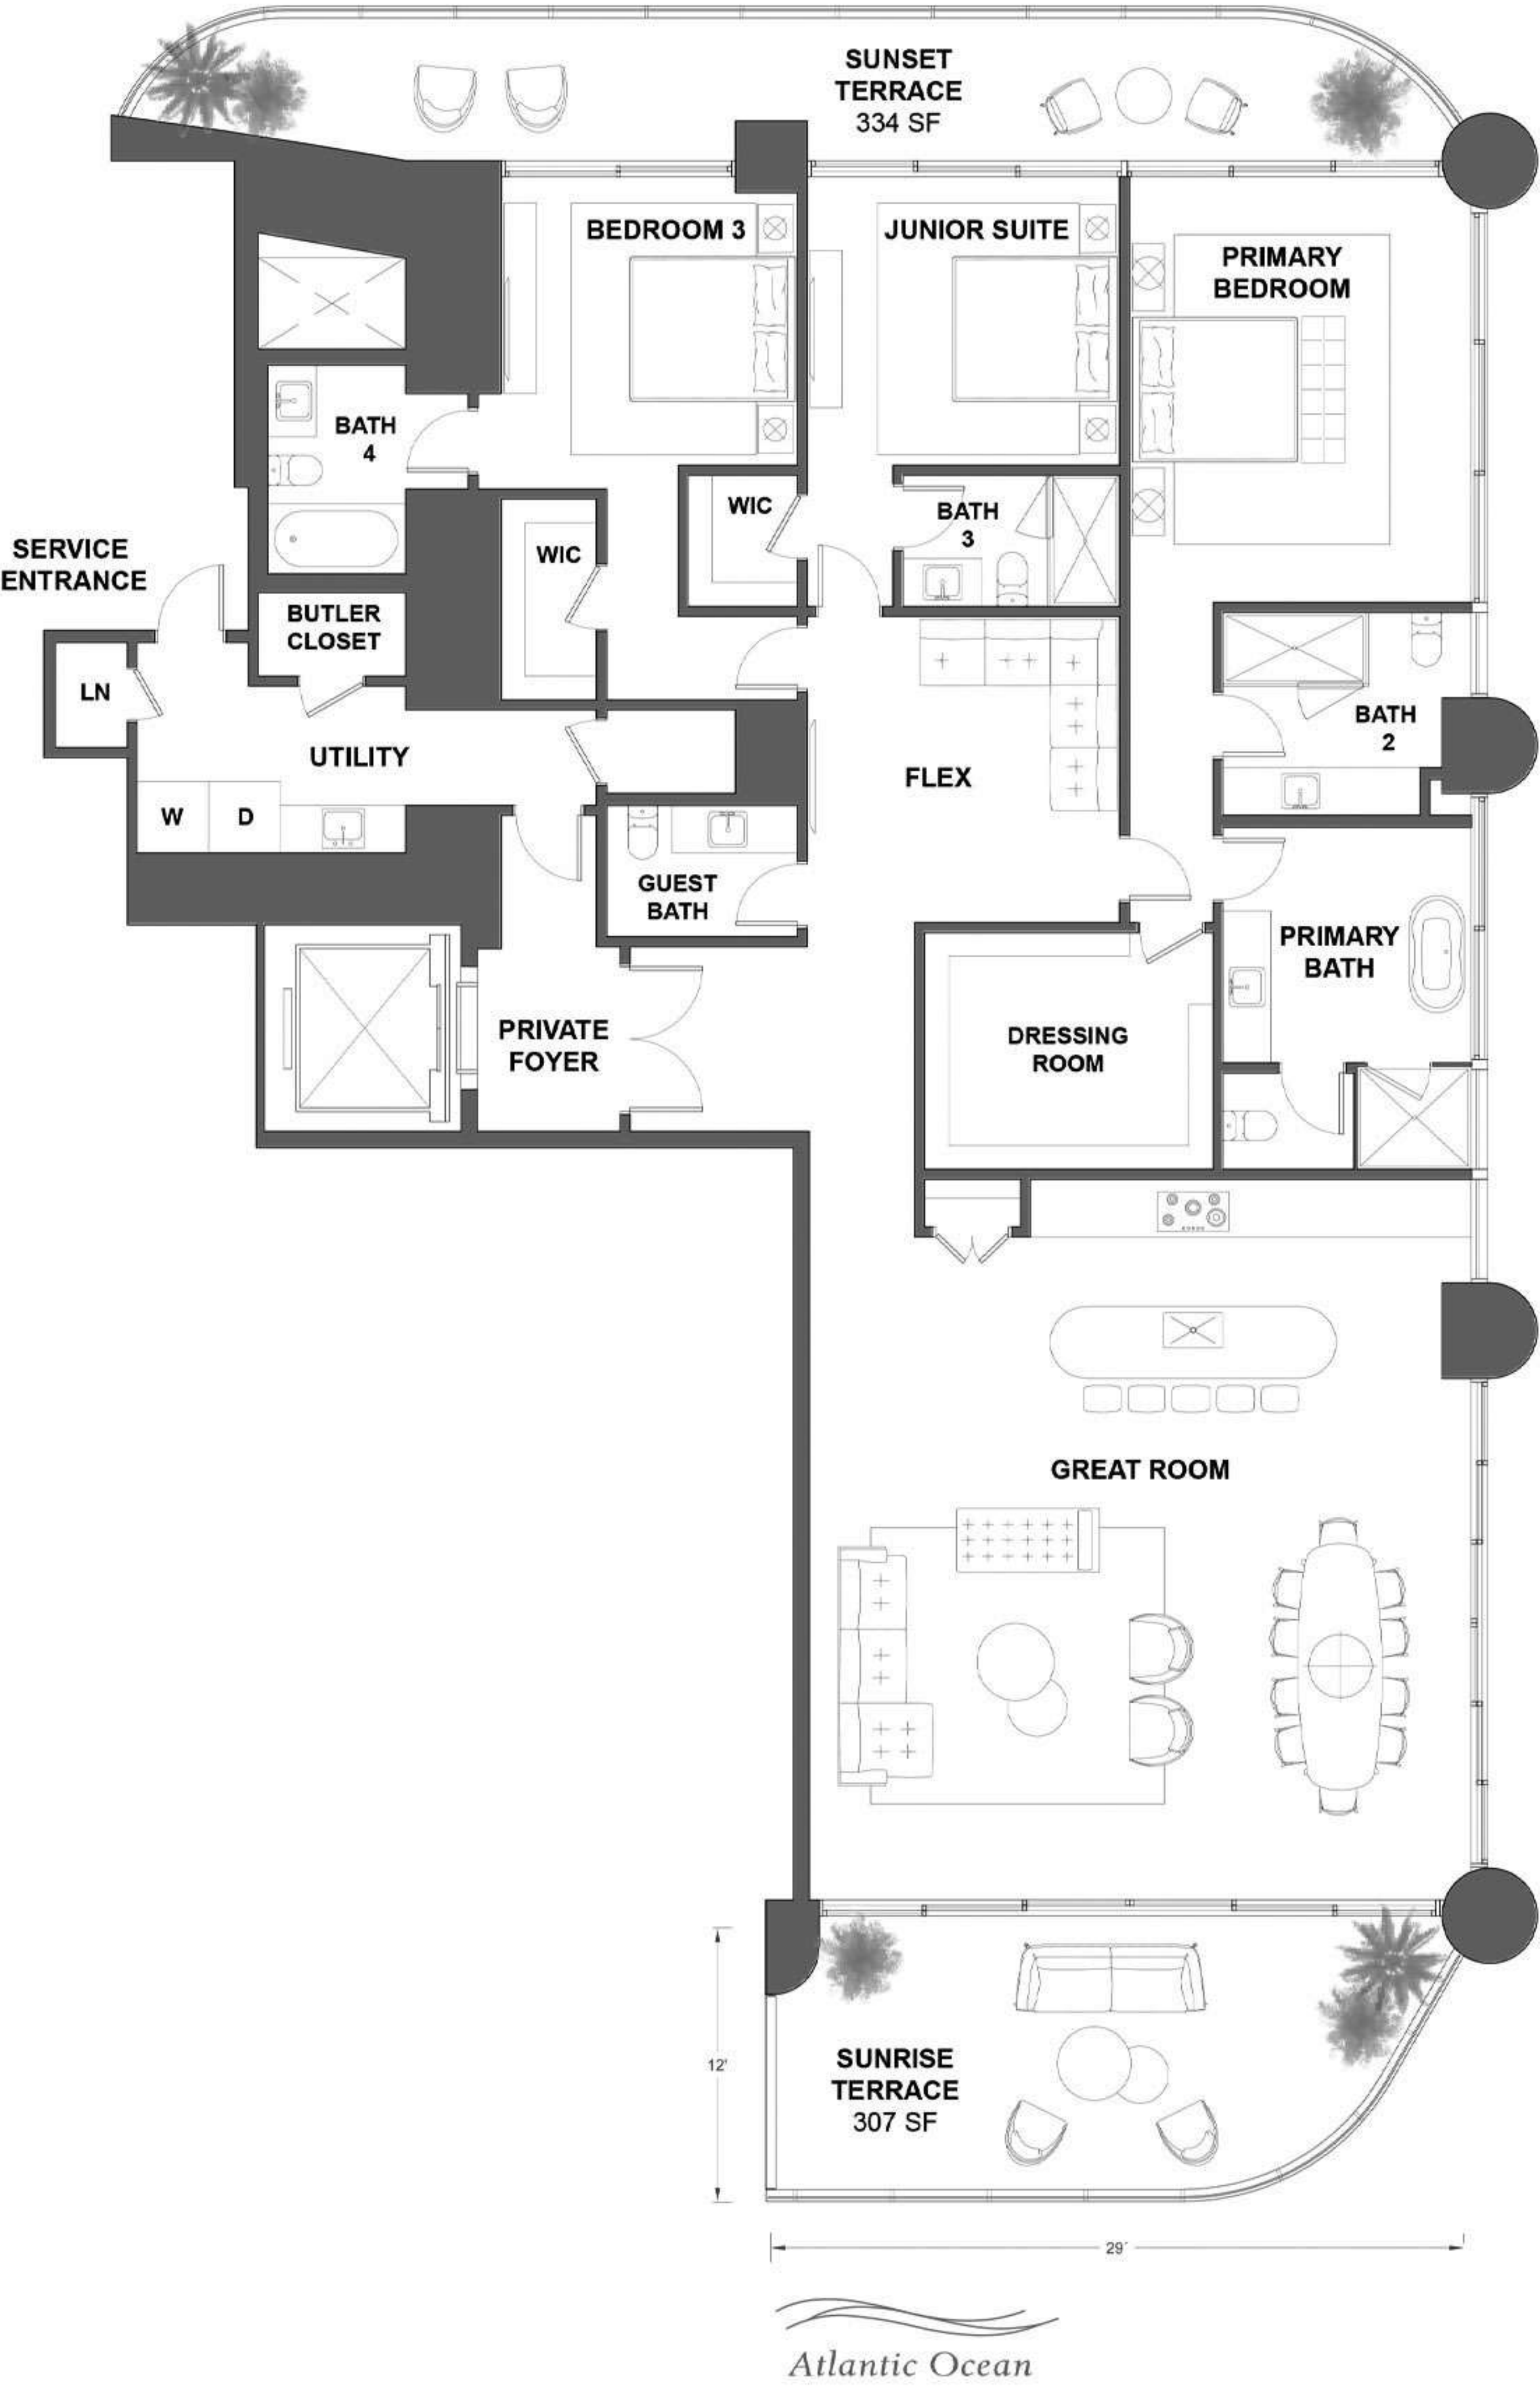 SUNSET
TERRACE
334 SF
BEDROOM 3
JUNIOR SUITE
PRIMARY
BEDROOM
BATH
4
WIC
WIC
BATH
3
SERVICE
ENTRANCE
BUTLER
CLOSET
LN
UTILITY
W
D
FLEX
BATH
2
GUEST
BATH
PRIMARY
BATH
PRIVATE
FOYER
DRESSING
ROOM
GREAT ROOM
SUNRISE
TERRACE
307 SF
12'
29'
Atlantic Ocean